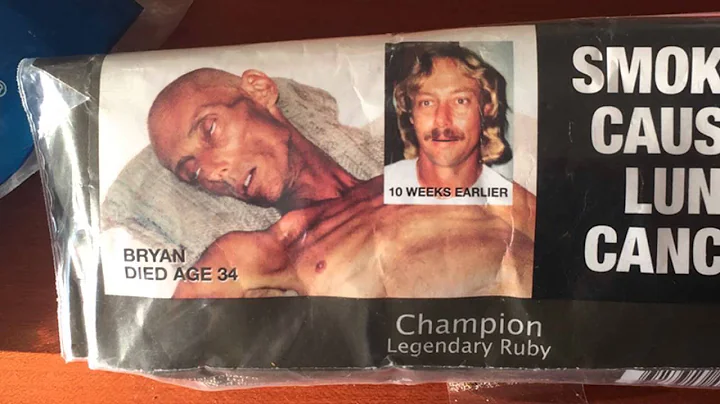 10 WEEKS EARLIER
BRYAN
DIED AGE 34
SMOK
CAUS
LUN
CANC
Champion
Legendary Ruby